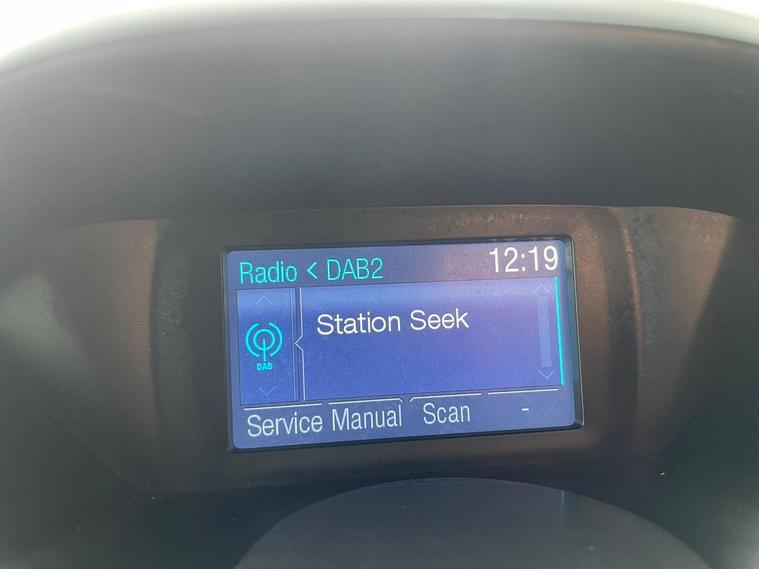 Radio < DAB2 12:19
Station Seek
DAB
Service Manual Scan -